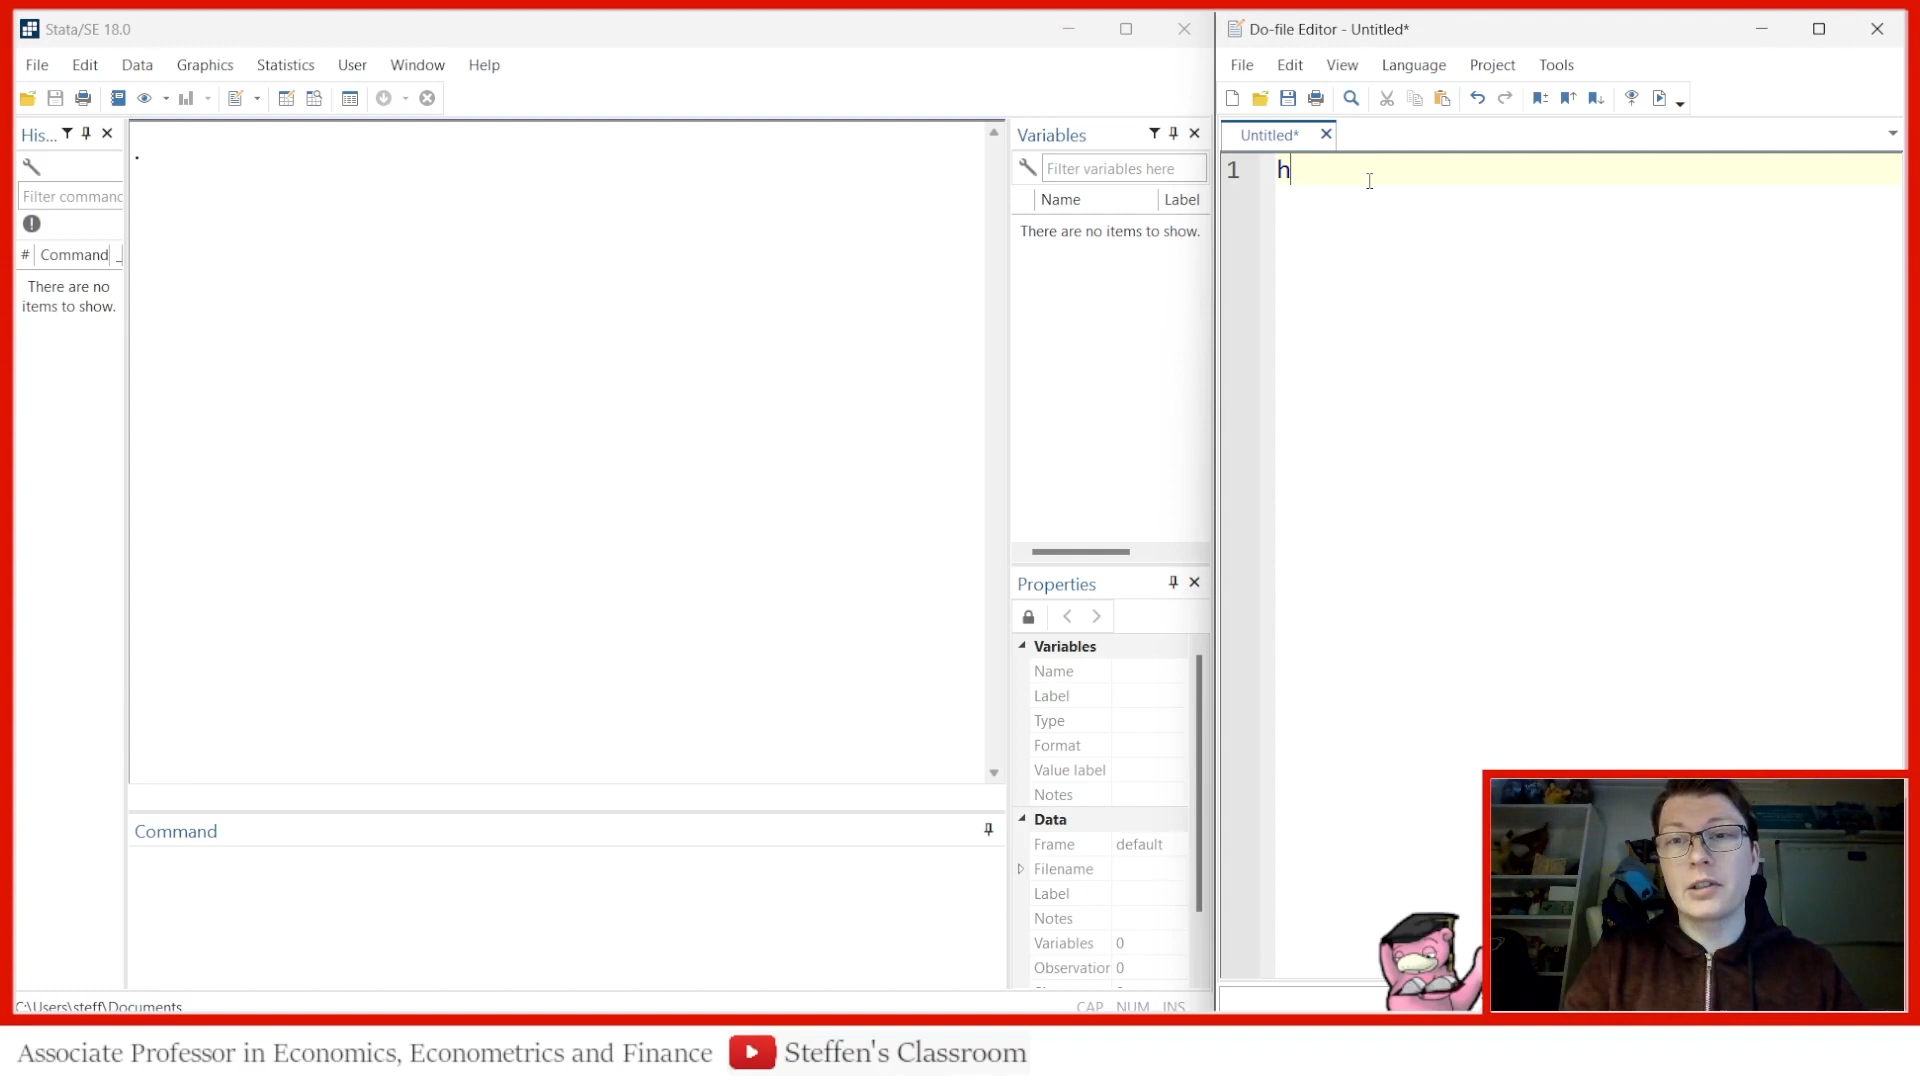 Stata/SE 18.0
File Edit Data Graphics Statistics User Window Help
His...
Filter command
# Command
There are no
items to show.
.
Command
C:\Users\steff\Documents
CAP NUM INS
Variables
Filter variables here
Name Label
There are no items to show.
Properties
Variables
Name
Label
Type
Format
Value label
Notes
Data
Frame default
Filename
Label
Notes
Variables 0
Observation 0
Do-file Editor - Untitled*
File Edit View Language Project Tools
Untitled*
1 h
Associate Professor in Economics, Econometrics and Finance Steffen's Classroom